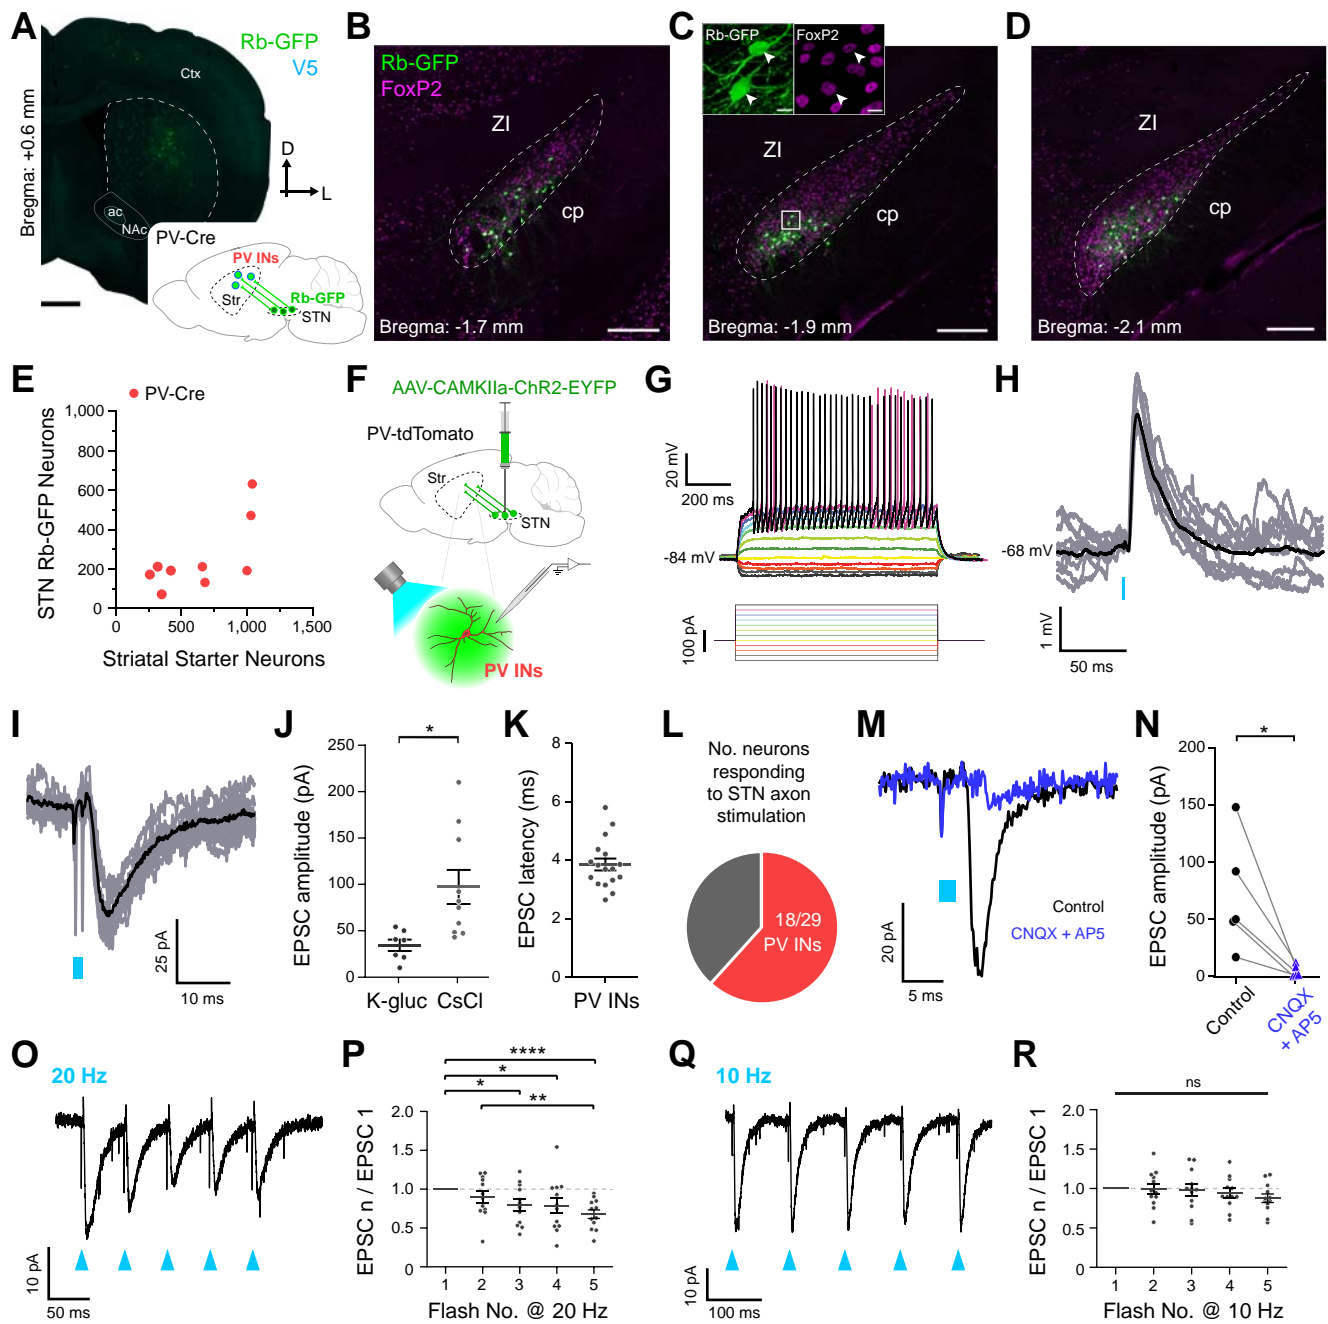 A
Rb-GFP
V5
Ctx
Bregma: +0.6 mm
D
L
ac
NAc
PV-Cre
PV INs
Str
Rb-GFP
STN
B
Rb-GFP
FoxP2
ZI
cp
Bregma: -1.7 mm
C
Rb-GFP
FoxP2
ZI
cp
Bregma: -1.9 mm
D
ZI
cp
Bregma: -2.1 mm
E
PV-Cre
STN Rb-GFP Neurons
1,000
800
600
400
200
0
0
500
1,000
1,500
Striatal Starter Neurons
F
AAV-CAMKIIa-ChR2-EYFP
PV-tdTomato
Str
STN
PV INs
G
20 mV
200 ms
-84 mV
100 pA
H
-68 mV
1 mV
50 ms
I
25 pA
10 ms
J
*
EPSC amplitude (pA)
250
200
150
100
50
0
K-gluc
CsCl
K
EPSC latency (ms)
8
6
4
2
0
PV INs
L
No. neurons
responding
to STN axon
stimulation
18/29
PV INs
M
Control
CNQX + AP5
20 pA
5 ms
N
*
EPSC amplitude (pA)
200
150
100
50
0
Control
CNQX
+ AP5
O
20 Hz
10 pA
50 ms
P
****
*
*
**
EPSC n / EPSC 1
2.0
1.5
1.0
0.5
0
1
2
3
4
5
Flash No. @ 20 Hz
Q
10 Hz
10 pA
100 ms
R
ns
EPSC n / EPSC 1
2.0
1.5
1.0
0.5
0
1
2
3
4
5
Flash No. @ 10 Hz